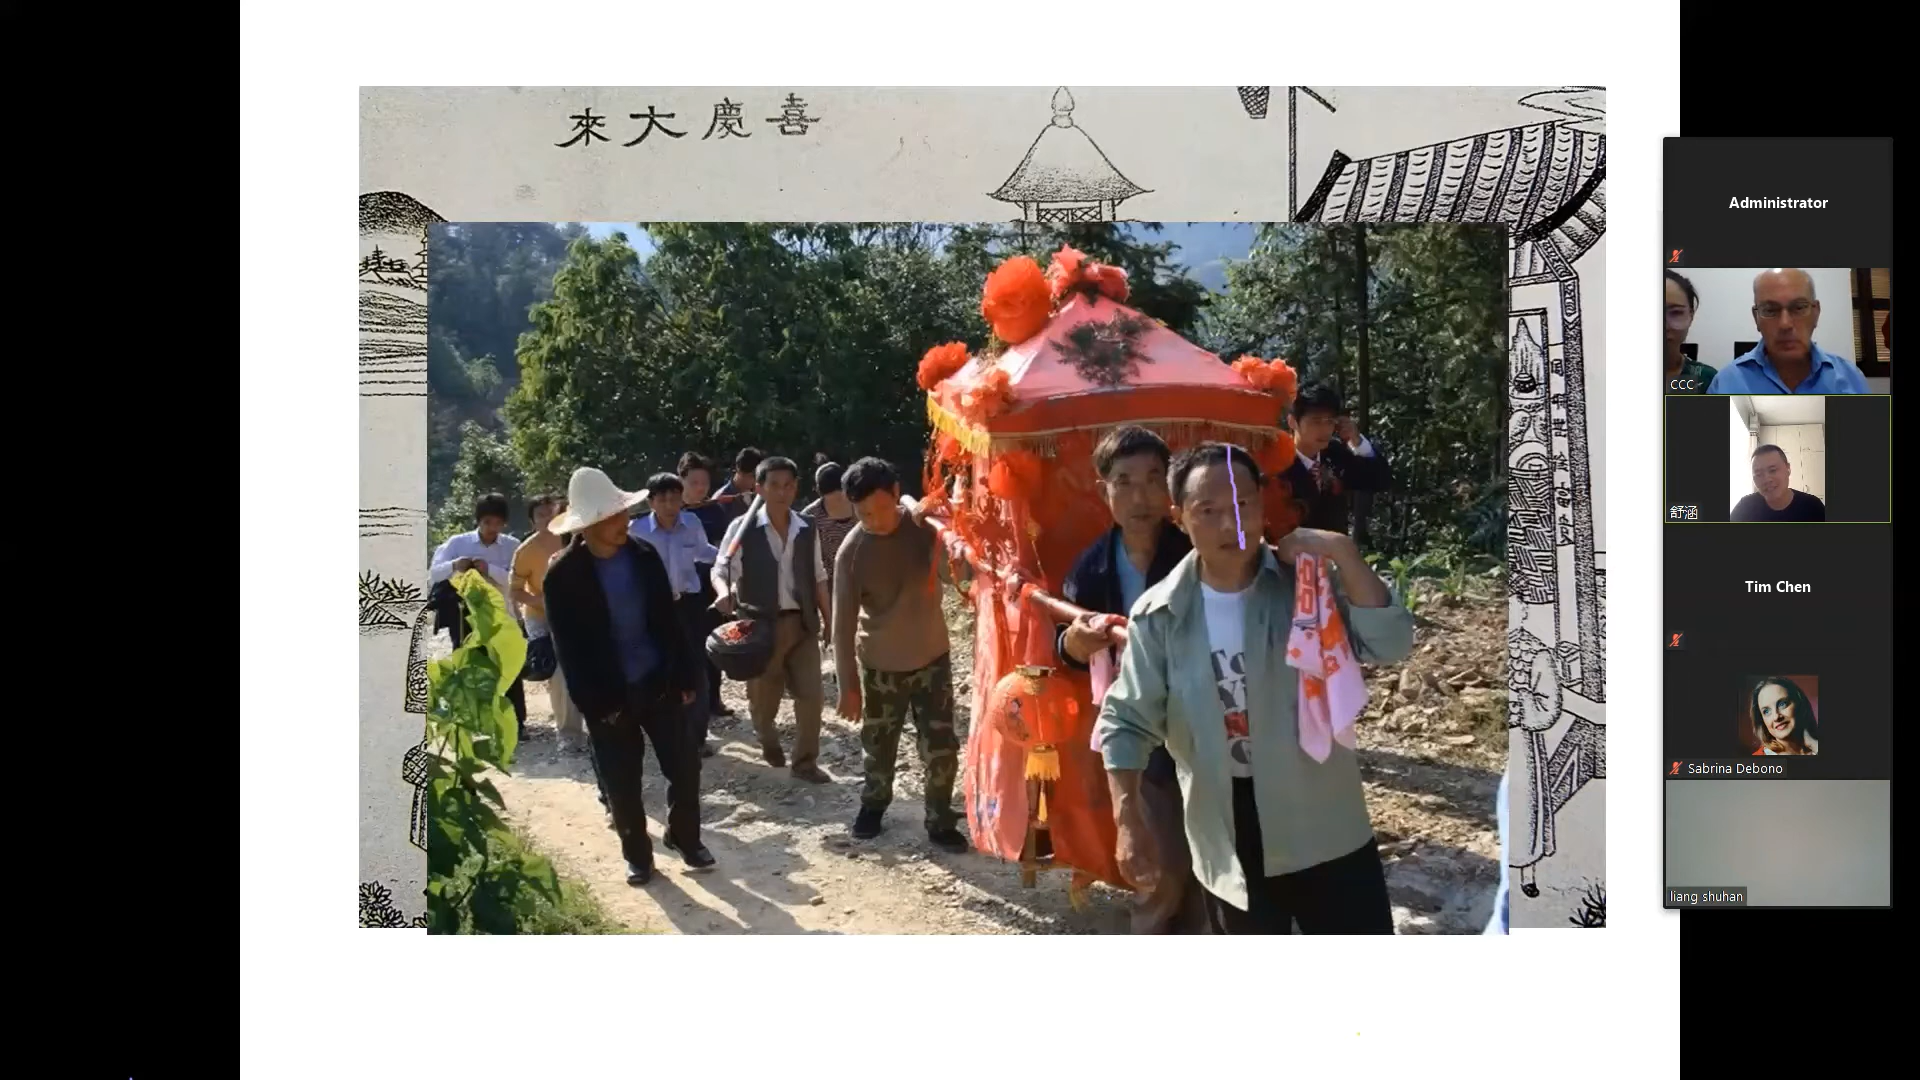 喜慶大來
Administrator
CCC
舒涵
Tim Chen
Sabrina Debono
liang shuhan